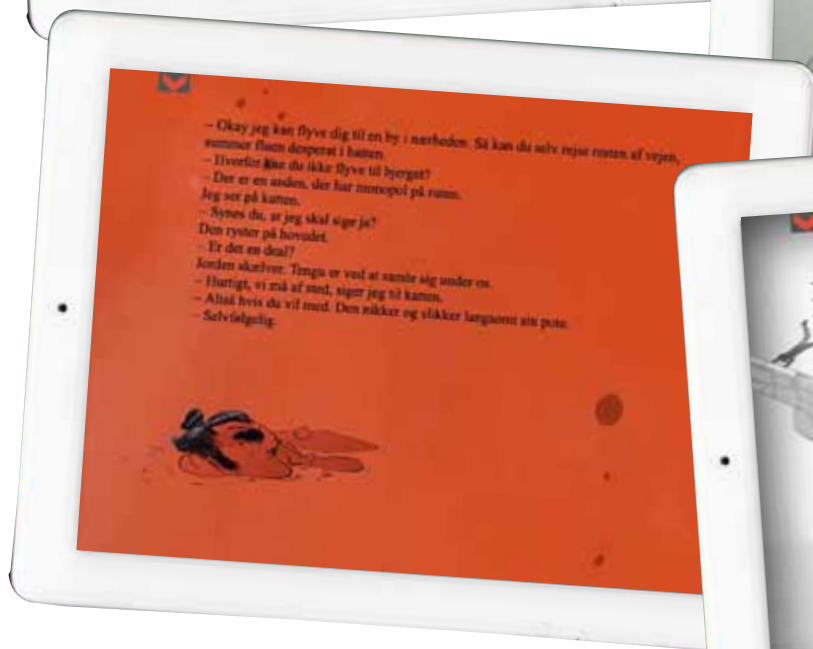 – Okay jeg kan flyve dig til en by i nærheden. Så kan du selv rejse resten af vejen,
summer fluen desperat i hatten.
– Hvorfor kan du ikke flyve til bjerget?
– Der er en anden, der har monopol på ruten.
Jeg ser på katten.
– Synes du, at jeg skal sige ja?
Den ryster på hovedet.
– Er det en deal?
Jorden skælver. Tengu er ved at samle sig under os.
– Hurtigt, vi må af sted, siger jeg til katten.
– Altså hvis du vil med. Den nikker og slikker langsomt sin pote.
– Selvfølgelig.